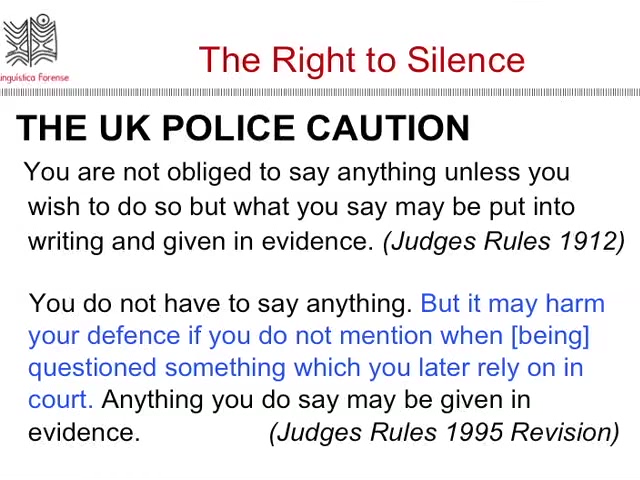 The Right to Silence
inguística Forense
THE UK POLICE CAUTION
You are not obliged to say anything unless you
wish to do so but what you say may be put into
writing and given in evidence. (Judges Rules 1912)
You do not have to say anything. But it may harm
your defence if you do not mention when [being]
questioned something which you later rely on in
court. Anything you do say may be given in
evidence. (Judges Rules 1995 Revision)